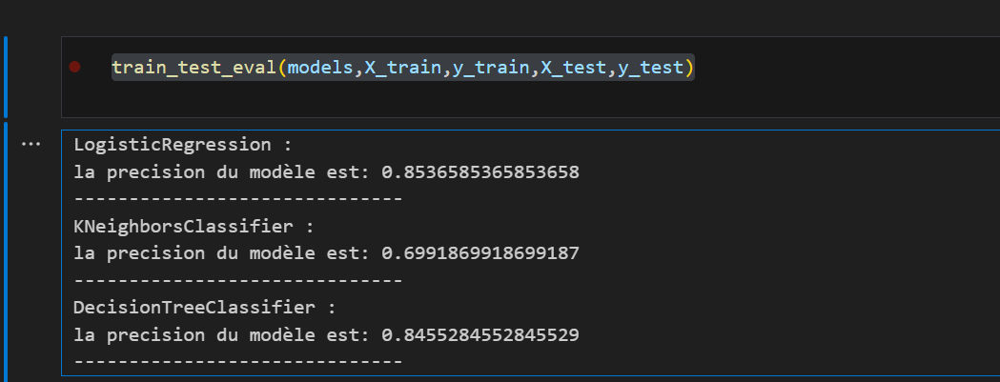 train_test_eval(models,X_train,y_train,X_test,y_test)
LogisticRegression :
la precision du modèle est: 0.8536585365853658
------------------------------
KNeighborsClassifier :
la precision du modèle est: 0.6991869918699187
------------------------------
DecisionTreeClassifier :
la precision du modèle est: 0.8455284552845529
------------------------------